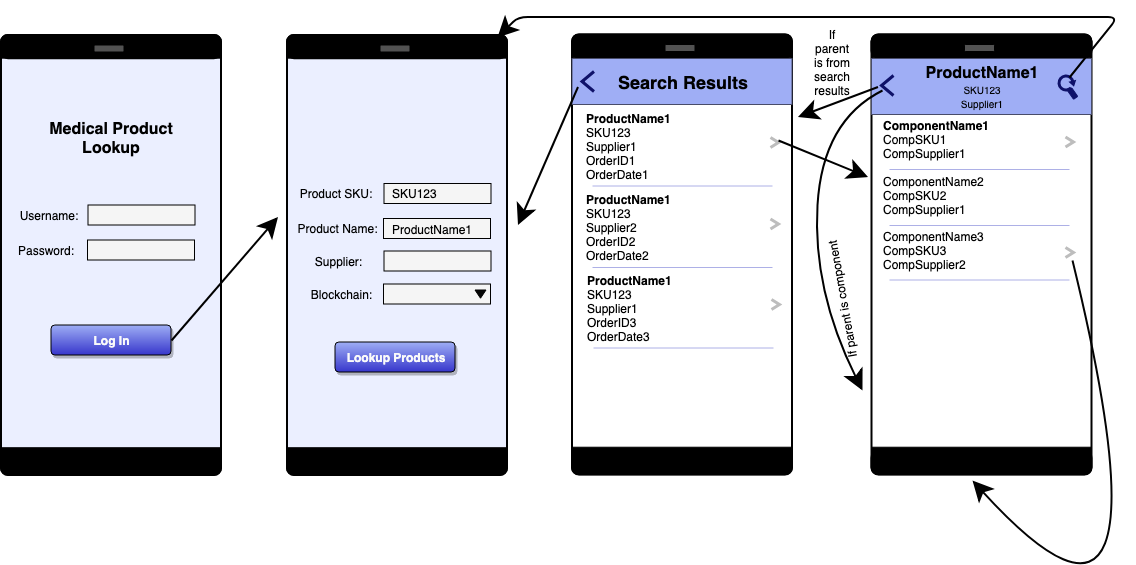 Medical Product
Lookup
Username:
Password:
Log In
Product SKU: SKU123
Product Name: ProductName1
Supplier:
Blockchain:
Lookup Products
Search Results
ProductName1
SKU123
Supplier1
OrderID1
OrderDate1
ProductName1
SKU123
Supplier2
OrderID2
OrderDate2
ProductName1
SKU123
Supplier1
OrderID3
OrderDate3
If
parent
is from
search
results
If parent is component
ProductName1
SKU123
Supplier1
ComponentName1
CompSKU1
CompSupplier1
ComponentName2
CompSKU2
CompSupplier1
ComponentName3
CompSKU3
CompSupplier2